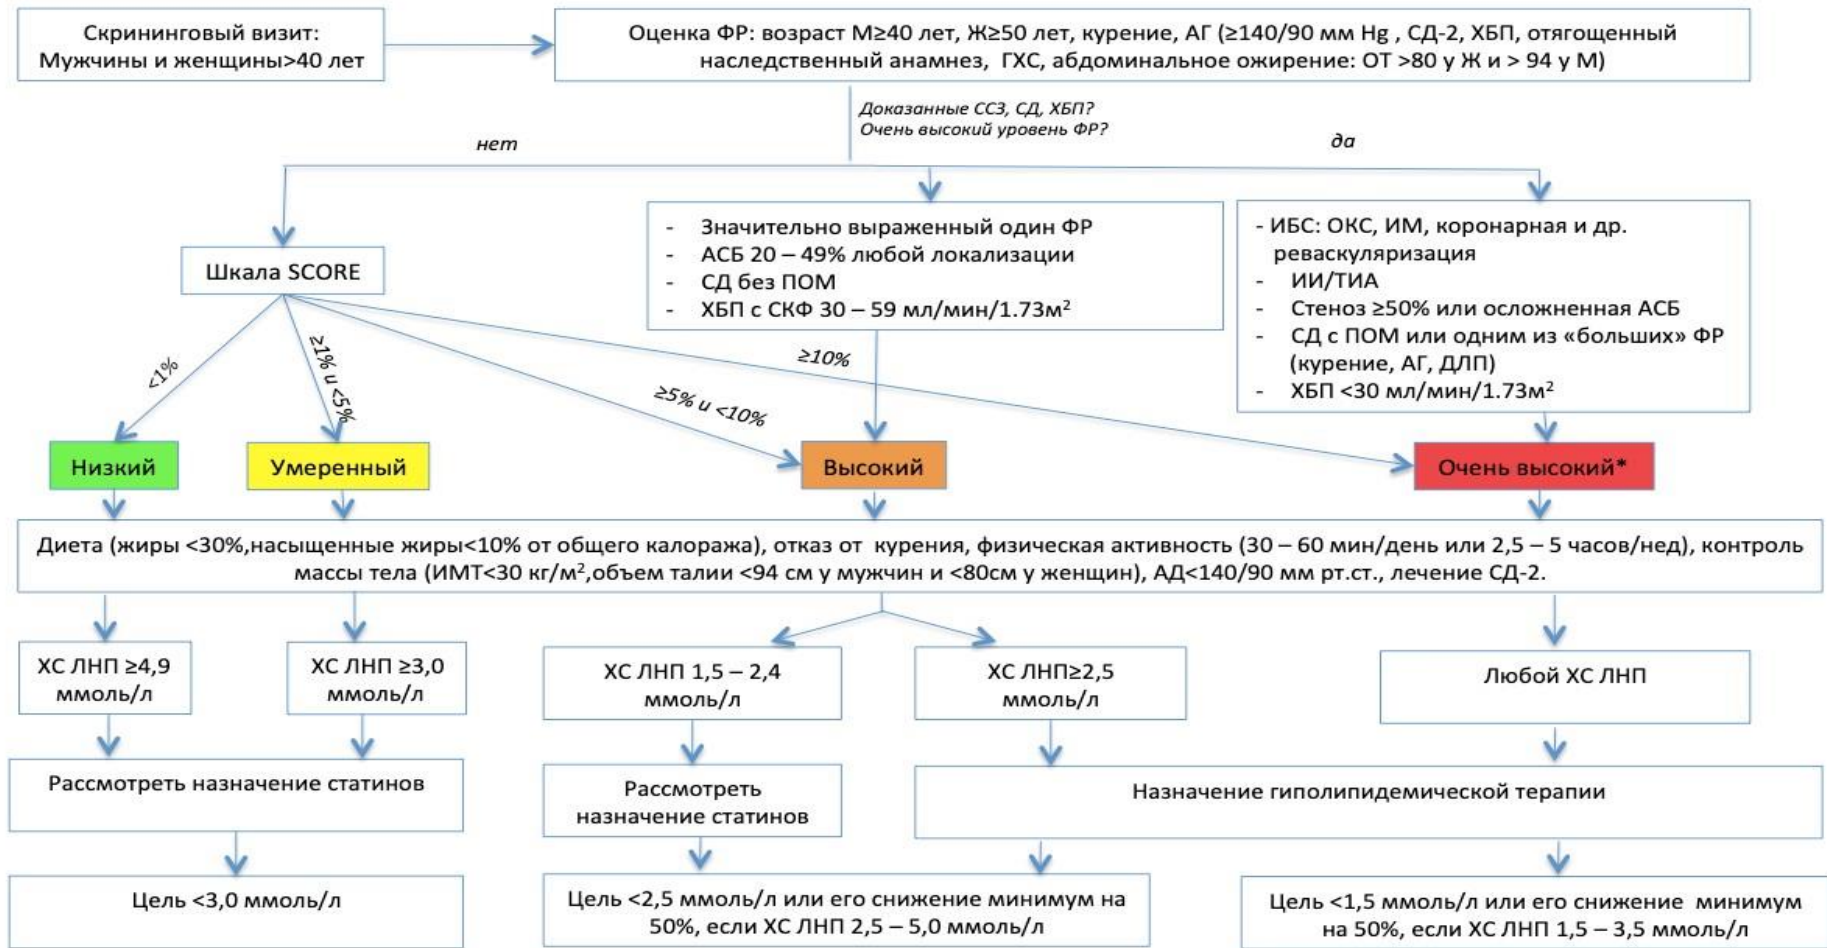 Скрининговый визит:
Мужчины и женщины>40 лет
Оценка ФР: возраст М≥40 лет, Ж≥50 лет, курение, АГ (≥140/90 мм Hg , СД-2, ХБП, отягощенный
наследственный анамнез,  ГХС, абдоминальное ожирение: ОТ >80 у Ж и > 94 у М)
Доказанные ССЗ, СД, ХБП?
Очень высокий уровень ФР?
нет
да
Шкала SCORE
- Значительно выраженный один ФР
- АСБ 20 – 49% любой локализации
- СД без ПОМ
- ХБП с СКФ 30 – 59 мл/мин/1.73м²
- ИБС: ОКС, ИМ, коронарная и др.
реваскуляризация
- ИИ/ТИА
- Стеноз ≥50% или осложненная АСБ
- СД с ПОМ или одним из «больших» ФР
(курение, АГ, ДЛП)
- ХБП <30 мл/мин/1.73м²
<1%
≥1% и <5%
≥5% и <10%
≥10%
Низкий
Умеренный
Высокий
Очень высокий*
Диета (жиры <30%,насыщенные жиры<10% от общего калоража), отказ от  курения, физическая активность (30 – 60 мин/день или 2,5 – 5 часов/нед), контроль
массы тела (ИМТ<30 кг/м²,объем талии <94 см у мужчин и <80см у женщин), АД<140/90 мм рт.ст., лечение СД-2.
ХС ЛНП ≥4,9
ммоль/л
ХС ЛНП ≥3,0
ммоль/л
ХС ЛНП 1,5 – 2,4
ммоль/л
ХС ЛНП≥2,5
ммоль/л
Любой ХС ЛНП
Рассмотреть назначение статинов
Рассмотреть
назначение статинов
Назначение гиполипидемической терапии
Цель <3,0 ммоль/л
Цель <2,5 ммоль/л или его снижение минимум на
50%, если ХС ЛНП 2,5 – 5,0 ммоль/л
Цель <1,5 ммоль/л или его снижение  минимум
на 50%, если ХС ЛНП 1,5 – 3,5 ммоль/л